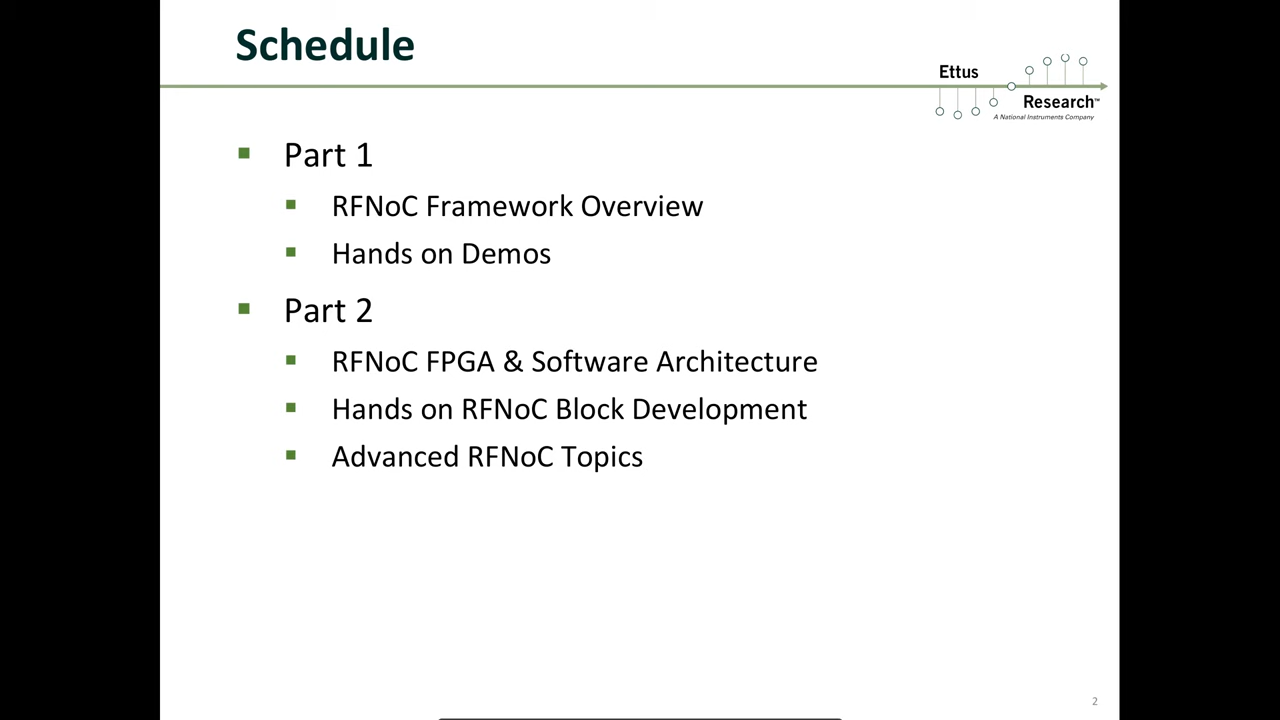 Schedule
Ettus
Research™
A National Instruments Company
Part 1
RFNoC Framework Overview
Hands on Demos
Part 2
RFNoC FPGA & Software Architecture
Hands on RFNoC Block Development
Advanced RFNoC Topics
2